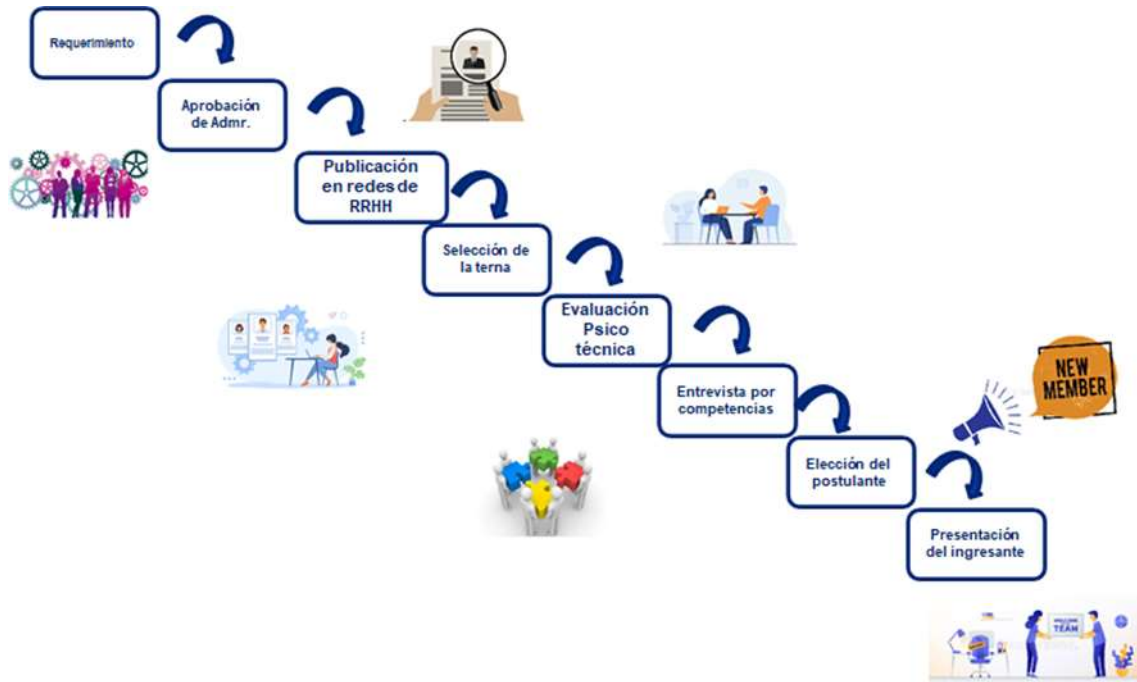 Requerimiento
Aprobación
de Admr.
Publicación
en redes de
RRHH
Selección de
la terna
Evaluación
Psico
técnica
Entrevista por
competencias
NEW
MEMBER
Elección del
postulante
Presentación
del ingresante
TEAM